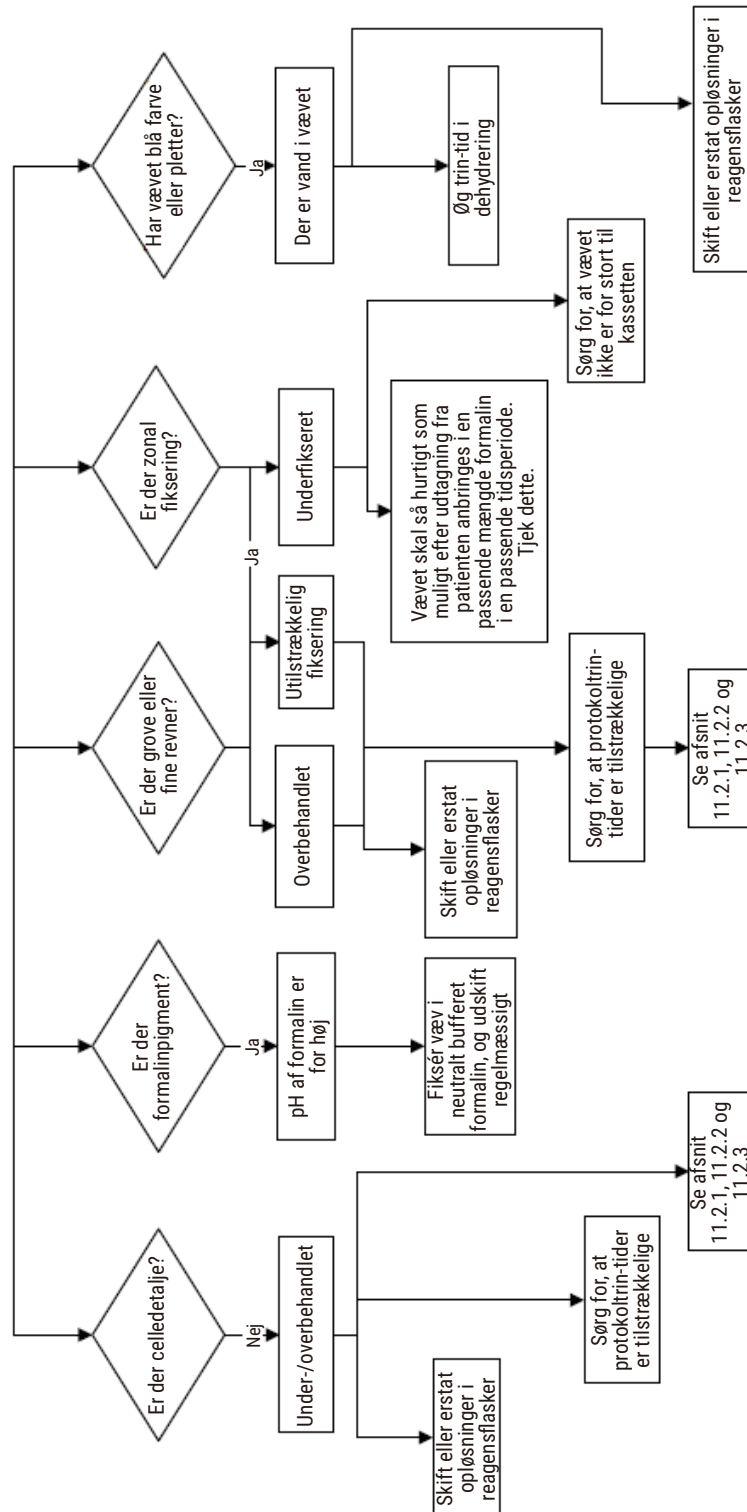 Er der celledetalje?
Nej
Under-/overbehandlet
Skift eller erstat
opløsninger i
reagensflasker
Sørg for, at
protokoltrin-tider
er tilstrækkelige
Se afsnit
11.2.1, 11.2.2 og
11.2.3
Er der
formalinpigment?
Ja
pH af formalin er
for høj
Fiksér væv i
neutralt bufferet
formalin, og udskift
regelmæssigt
Er der grove eller
fine revner?
Overbehandlet
Utilstrækkelig
fiksering
Skift eller erstat
opløsninger i
reagensflasker
Sørg for, at protokoltrin-
tider er tilstrækkelige
Se afsnit
11.2.1, 11.2.2 og
11.2.3
Er der zonal
fiksering?
Ja
Underfikseret
Vævet skal så hurtigt som
muligt efter udtagning fra
patienten anbringes i en
passende mængde formalin
i en passende tidsperiode.
Tjek dette.
Sørg for, at vævet
ikke er for stort til
kassetten
Har vævet blå farve
eller pletter?
Ja
Der er vand i vævet
Øg trin-tid i
dehydrering
Skift eller erstat opløsninger i
reagensflasker